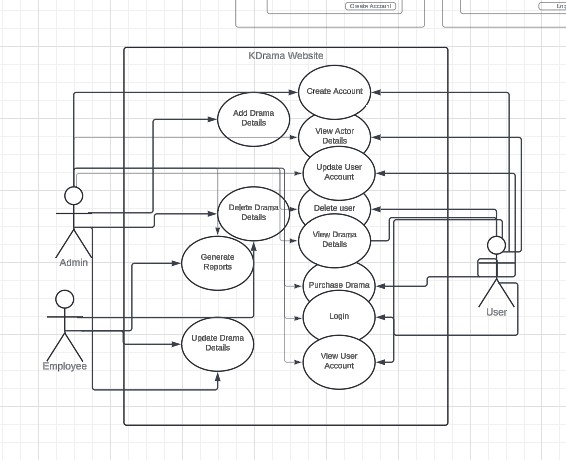 Create Account
KDrama Website
Create Account
Add Drama
Details
View Actor
Details
Update User
Account
Delete Drama
Details
Delete user
View Drama
Details
Generate
Reports
Admin
Purchase Drama
Login
User
Update Drama
Details
View User
Account
Employee